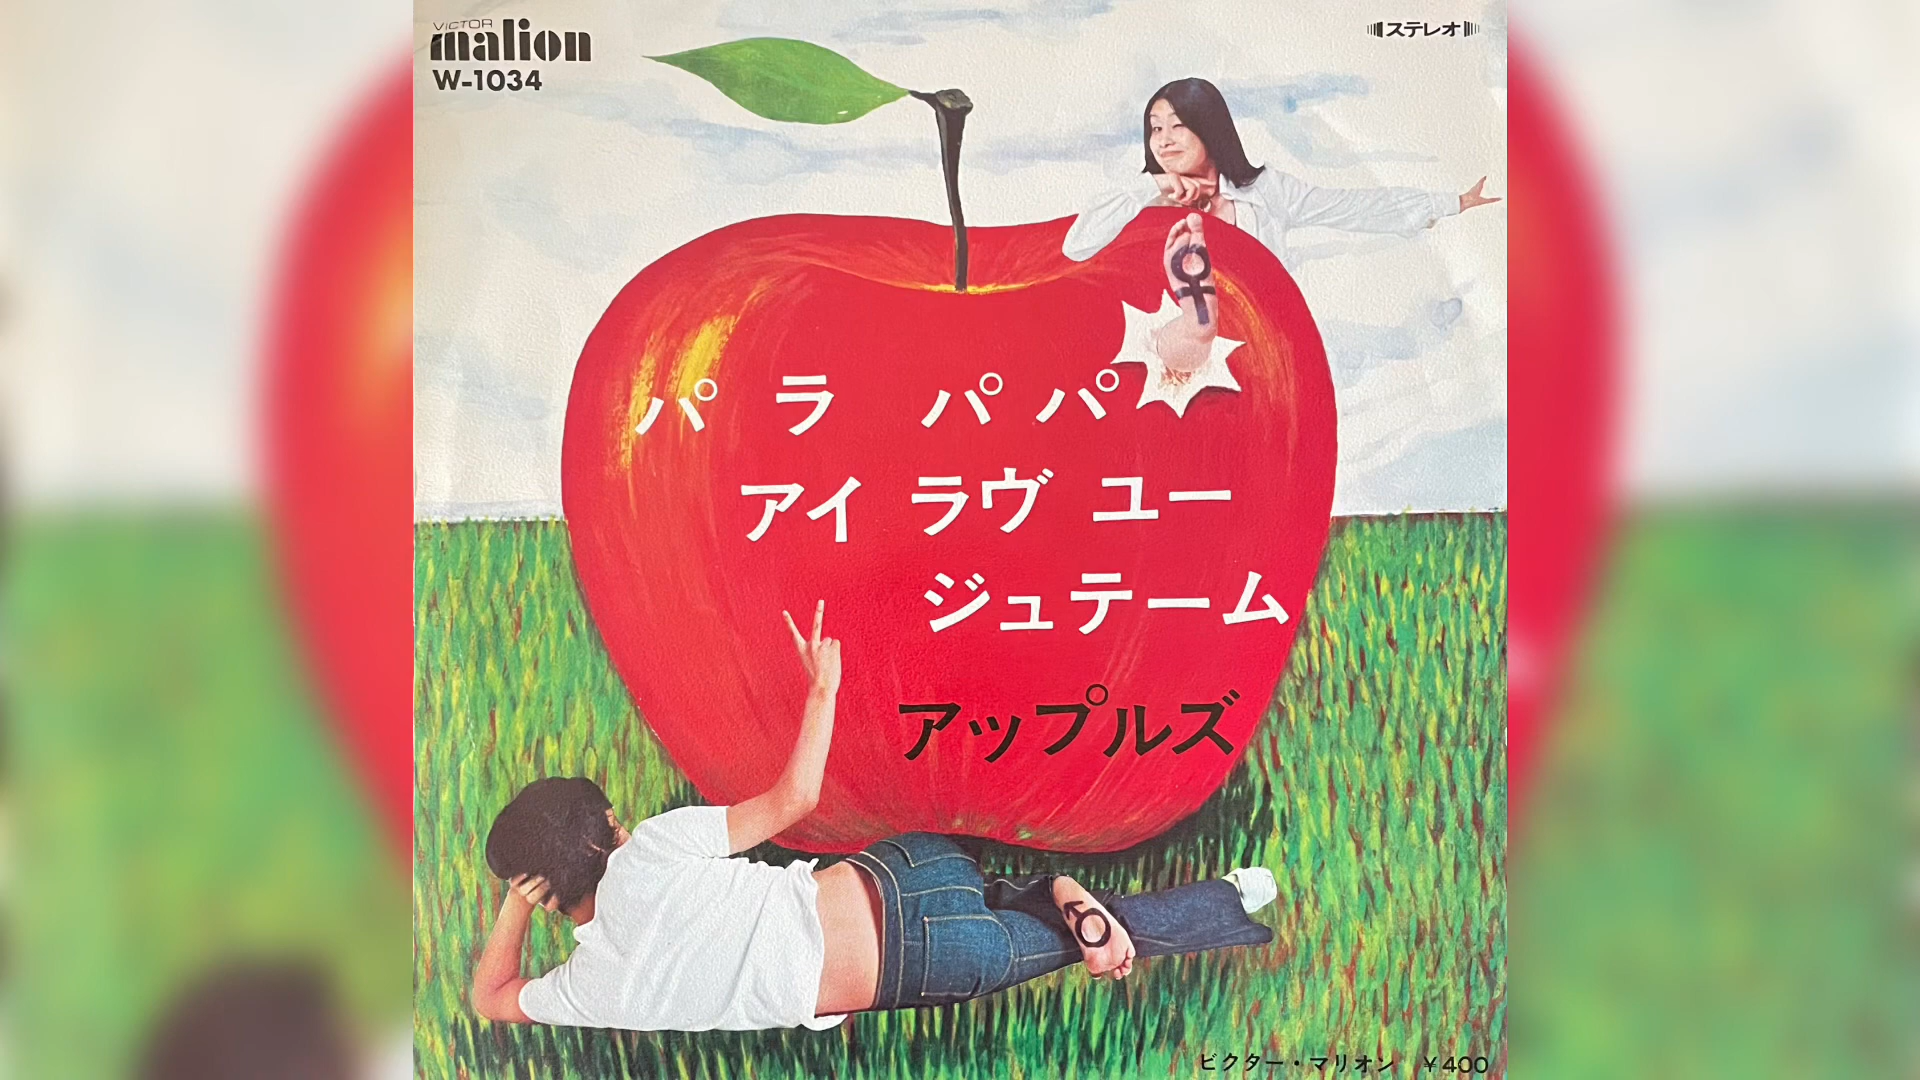 VICTOR
malion
W-1034
ステレオ
パ ラ パ パ
アイ ラヴ ユー
ジュテーム
アップルズ
ビクター・マリオン ¥400